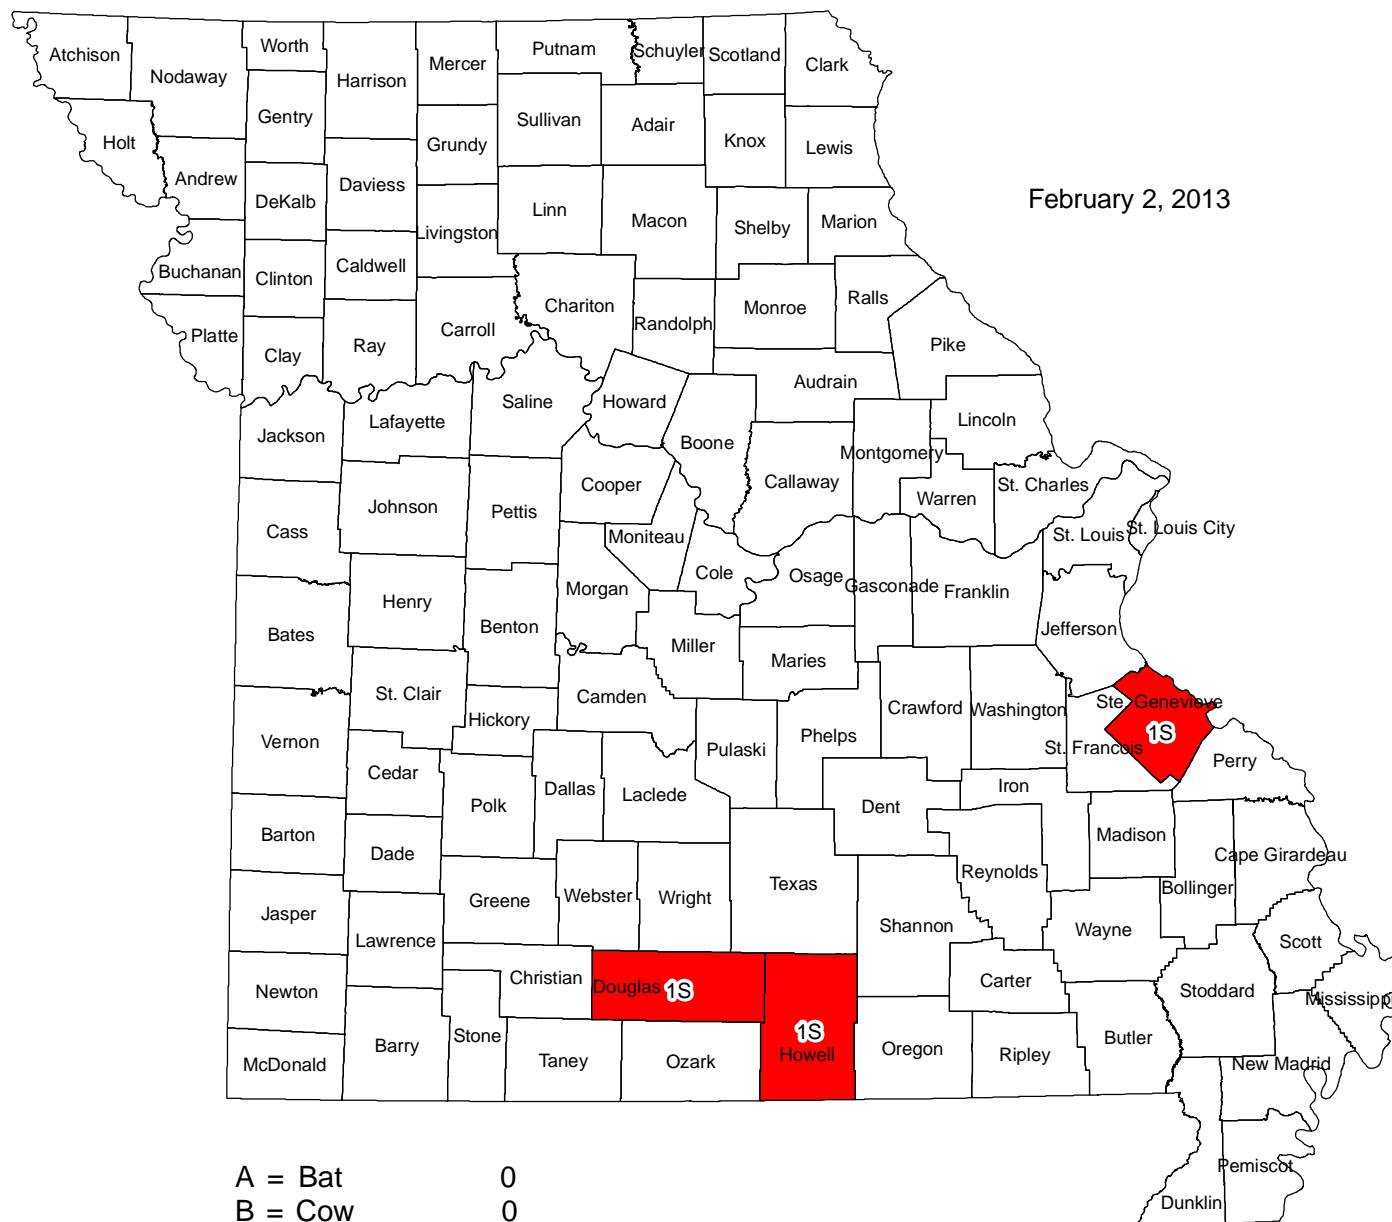 Atchison
Nodaway
Worth
Harrison
Mercer
Putnam
Schuyler
Scotland
Clark
Holt
Gentry
Grundy
Sullivan
Adair
Knox
Lewis
Andrew
DeKalb
Daviess
Livingston
Linn
Macon
Shelby
Marion
February 2, 2013
Buchanan
Clinton
Caldwell
Chariton
Randolph
Monroe
Ralls
Platte
Clay
Ray
Carroll
Pike
Audrain
Jackson
Lafayette
Saline
Howard
Boone
Lincoln
Montgomery
Callaway
Cooper
Warren
St. Charles
Cass
Johnson
Pettis
Moniteau
St. Louis
St. Louis City
Cole
Osage
Gasconade
Franklin
Morgan
Henry
Bates
Benton
Miller
Maries
Jefferson
St. Clair
Hickory
Camden
Crawford
Washington
Ste. Genevieve
1S
St. Francois
Vernon
Pulaski
Phelps
Perry
Cedar
Polk
Dallas
Laclede
Dent
Iron
Barton
Dade
Madison
Cape Girardeau
Texas
Reynolds
Bollinger
Jasper
Greene
Webster
Wright
Shannon
Wayne
Lawrence
Scott
Newton
Christian
Douglas
1S
Carter
Stoddard
Mississippi
McDonald
Barry
Stone
Taney
Ozark
1S
Howell
Oregon
Ripley
Butler
New Madrid
Pemiscot
Dunklin
A = Bat 0
B = Cow 0